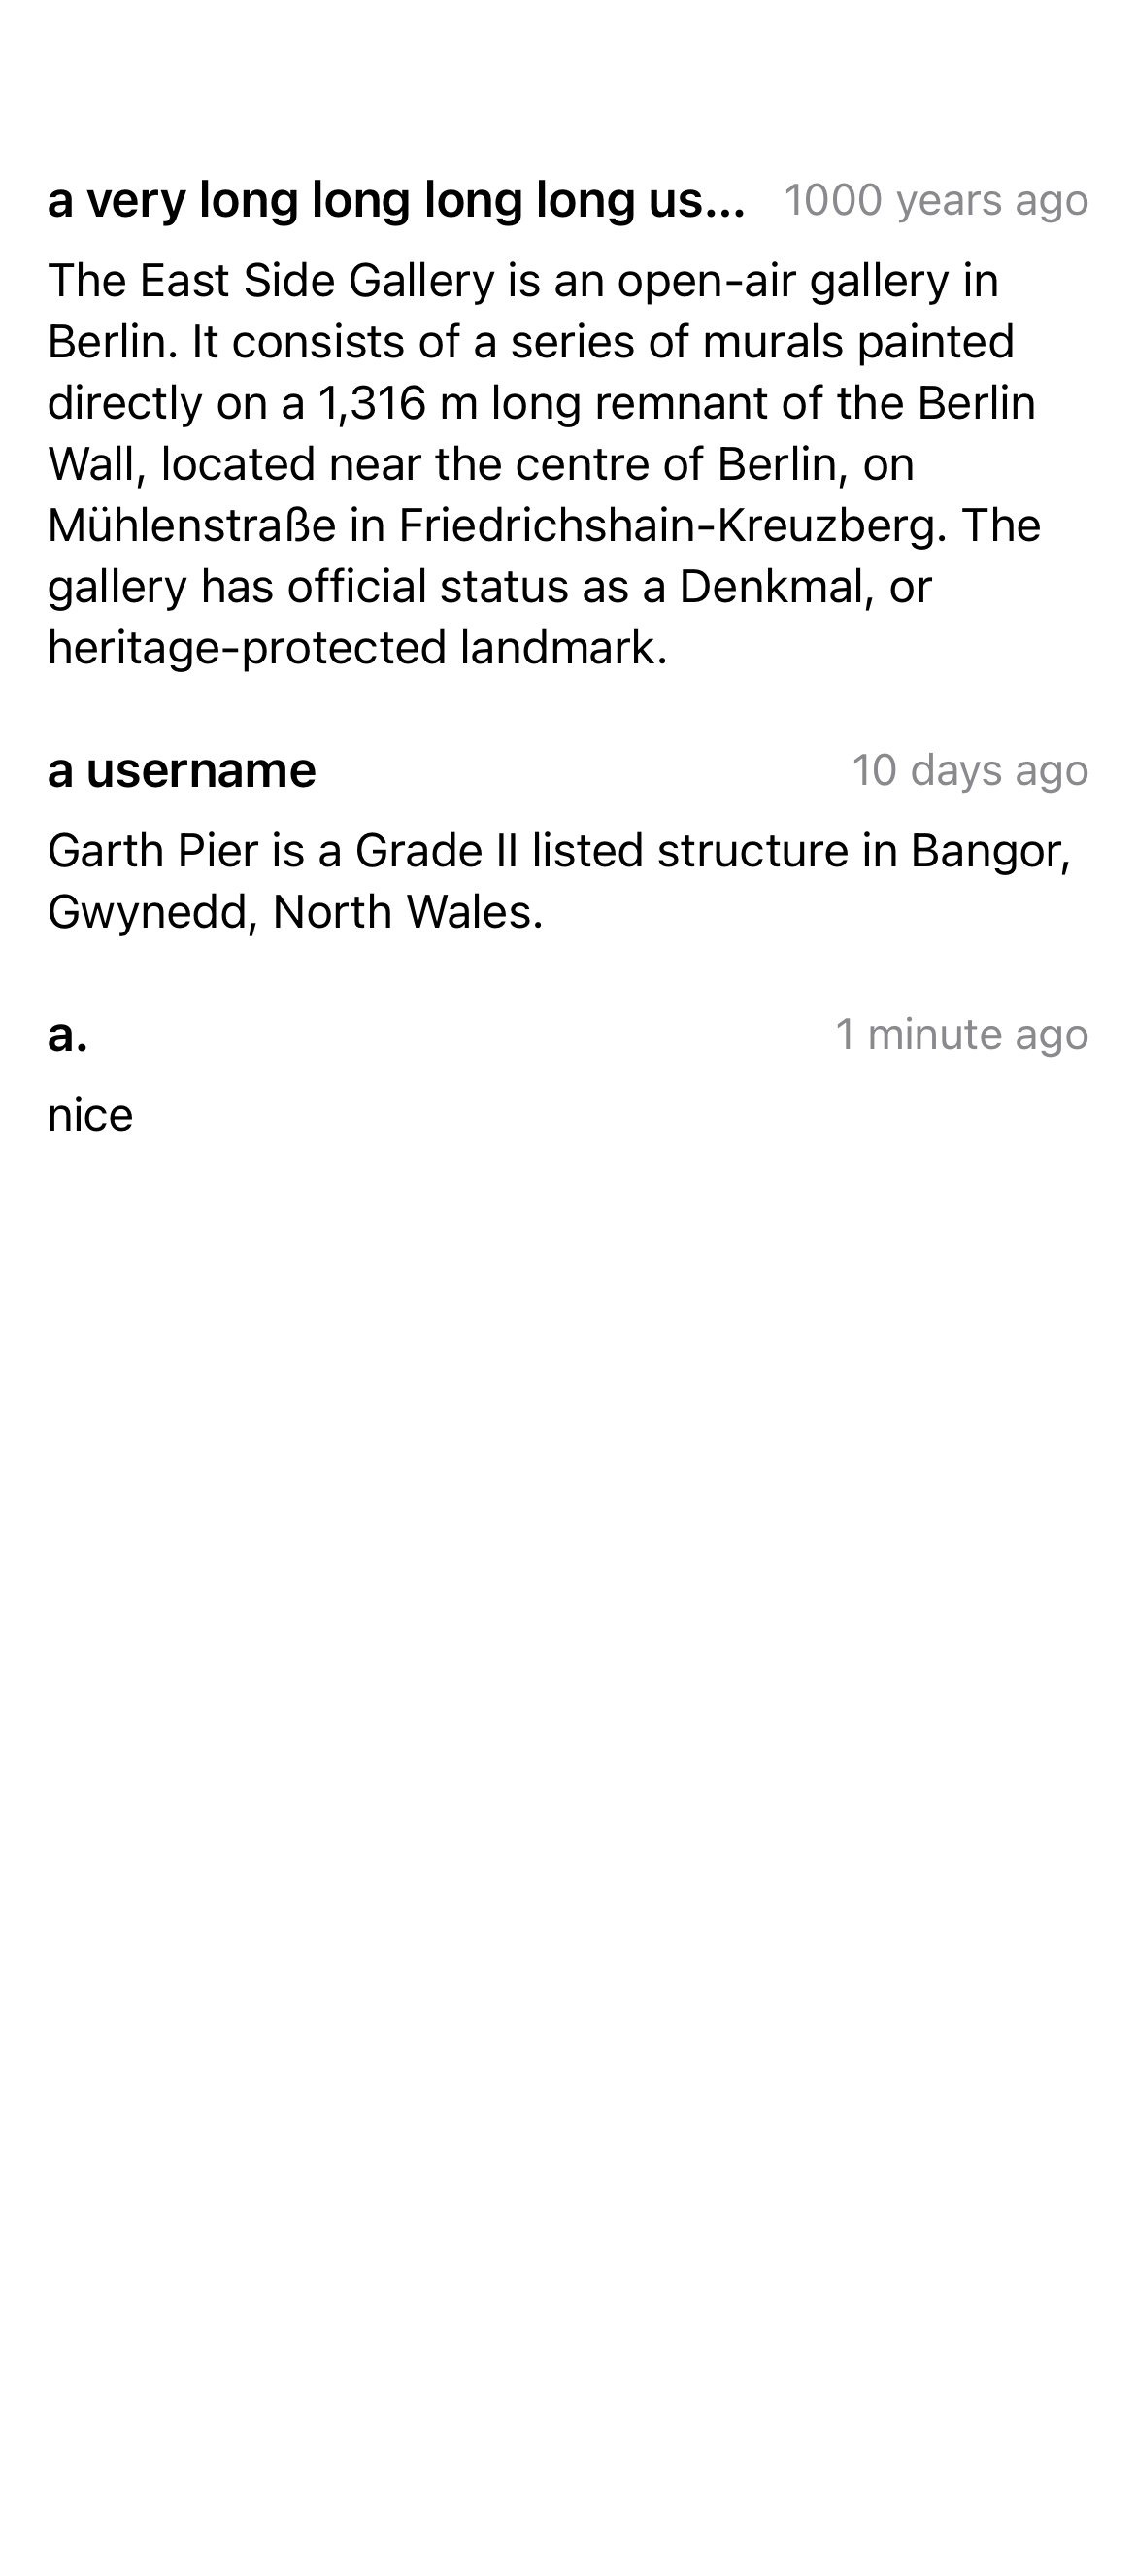 a very long long long long us...
1000 years ago
The East Side Gallery is an open-air gallery in
Berlin. It consists of a series of murals painted
directly on a 1,316 m long remnant of the Berlin
Wall, located near the centre of Berlin, on
Mühlenstraße in Friedrichshain-Kreuzberg. The
gallery has official status as a Denkmal, or
heritage-protected landmark.
a username
10 days ago
Garth Pier is a Grade II listed structure in Bangor,
Gwynedd, North Wales.
a.
1 minute ago
nice